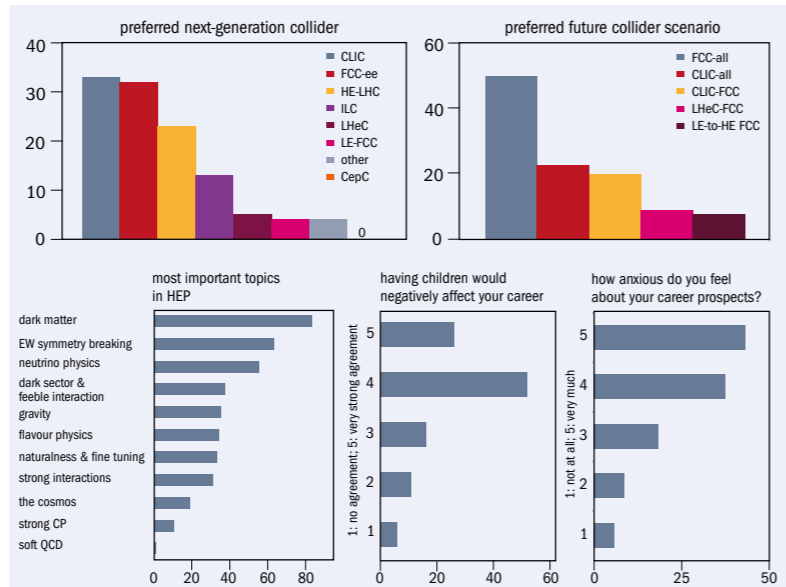 preferred next-generation collider
40
30
20
10
0
CLIC
FCC-ee
HE-LHC
ILC
LHeC
LE-FCC
other
CepC
0
preferred future collider scenario
60
40
20
0
FCC-all
CLIC-all
CLIC-FCC
LHeC-FCC
LE-to-HE FCC
most important topics
in HEP
dark matter
EW symmetry breaking
neutrino physics
dark sector &
feeble interaction
gravity
flavour physics
naturalness & fine tuning
strong interactions
the cosmos
strong CP
soft QCD
0 20 40 60 80
having children would
negatively affect your career
1: no agreement; 5: very strong agreement
5
4
3
2
1
0 20 40 60
how anxious do you feel
about your career prospects?
1: not at all; 5: very much
5
4
3
2
1
0 25 50